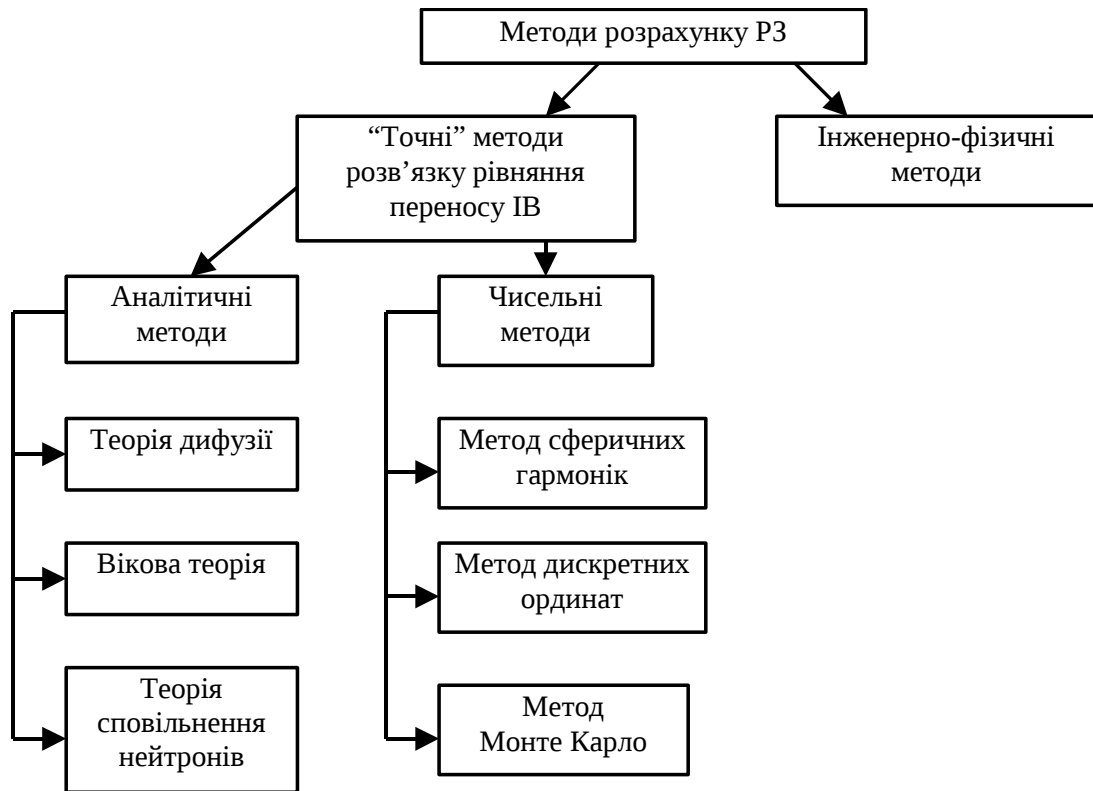 Методи розрахунку РЗ
“Точні” методи
розв’язку рівняння
переносу ІВ
Інженерно-фізичні
методи
Аналітичні
методи
Чисельні
методи
Теорія дифузії
Метод сферичних
гармонік
Вікова теорія
Метод дискретних
ординат
Теорія
сповільнення
нейтронів
Метод
Монте Карло